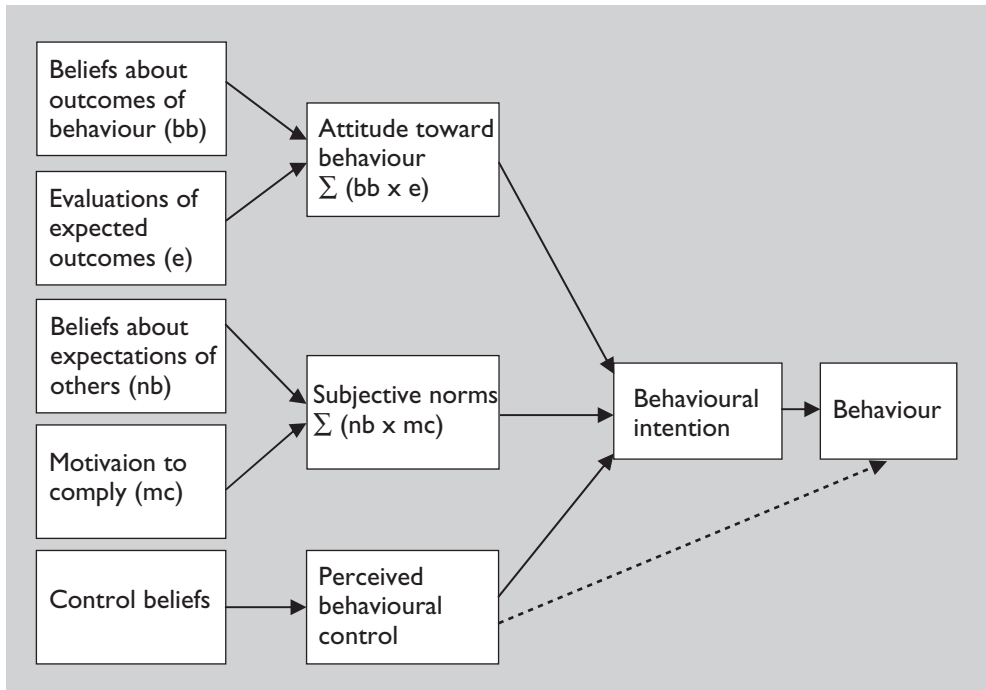 Beliefs about
outcomes of
behaviour (bb)
Evaluations of
expected
outcomes (e)
Beliefs about
expectations of
others (nb)
Motivaion to
comply (mc)
Control beliefs
Attitude toward
behaviour
∑ (bb x e)
Subjective norms
∑ (nb x mc)
Perceived
behavioural
control
Behavioural
intention
Behaviour